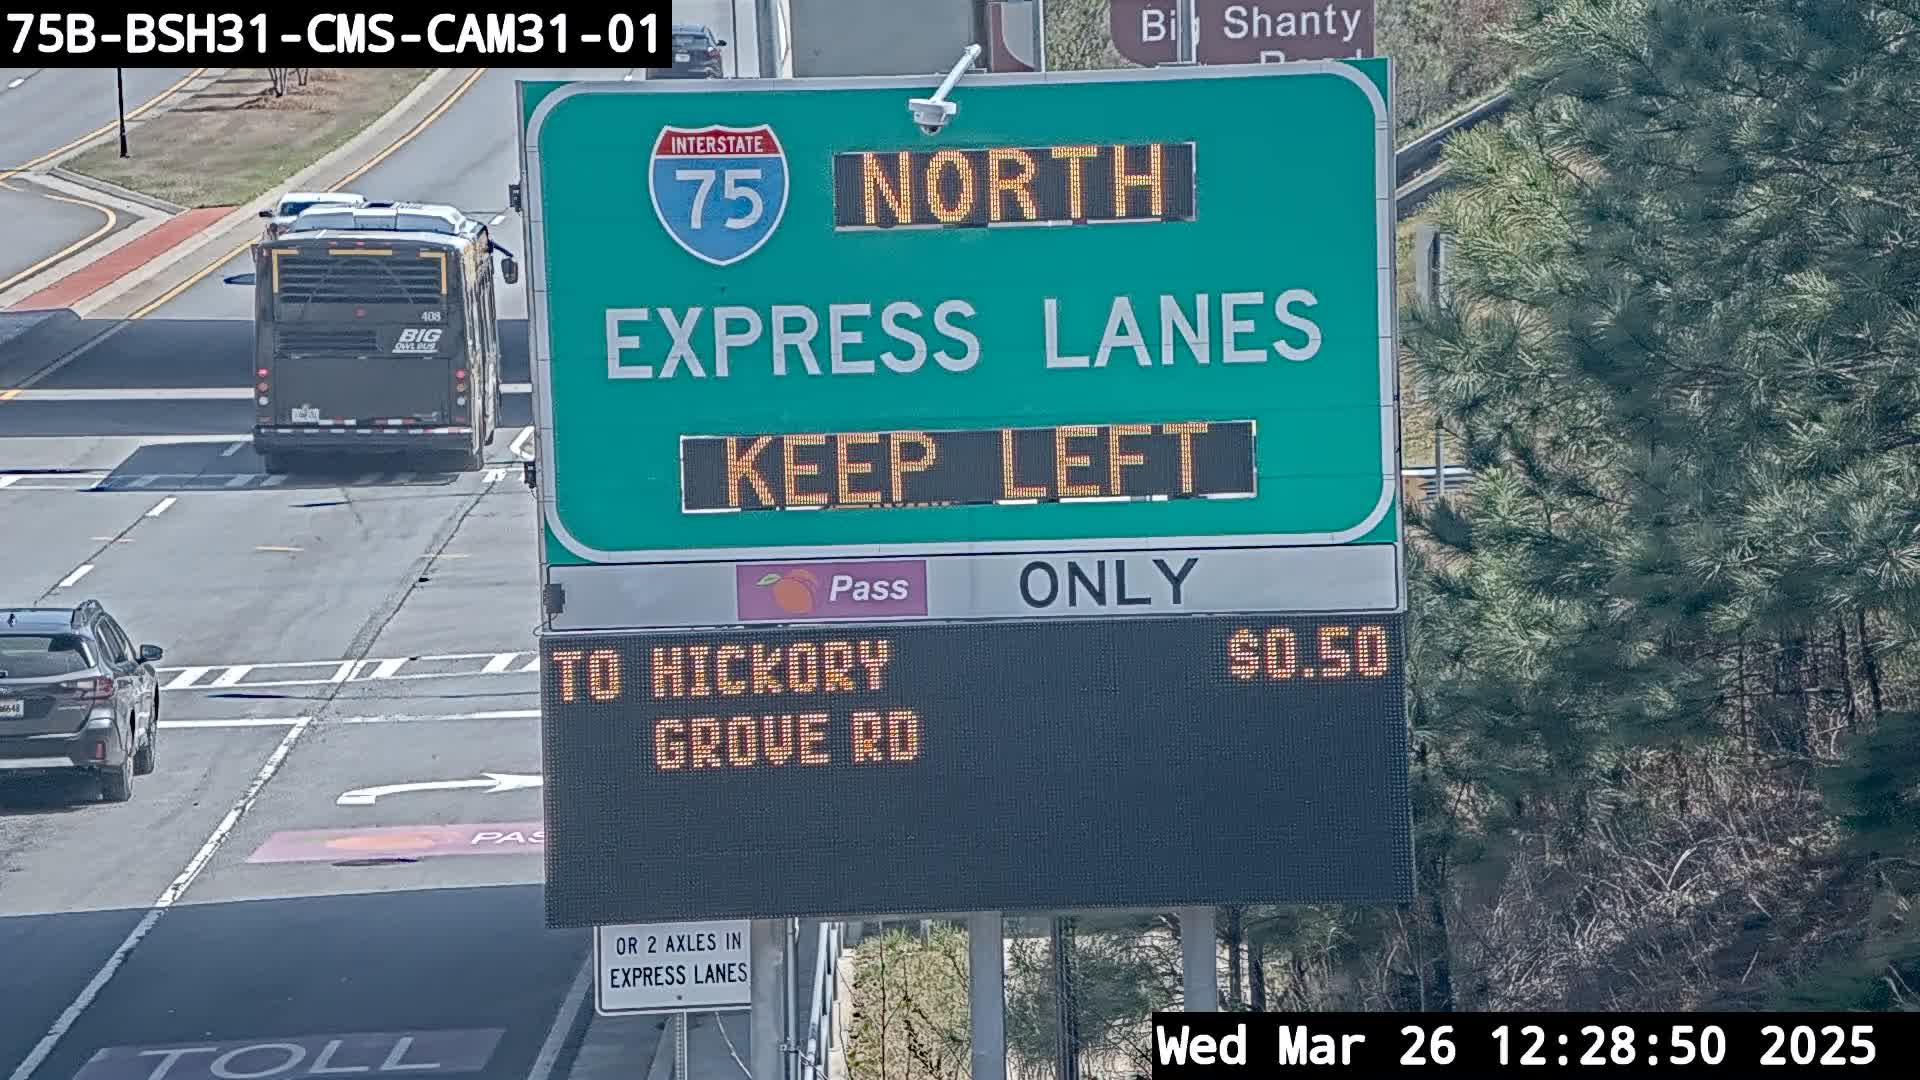 75B-BSH31-CMS-CAM31-01
Big Shanty
INTERSTATE
75
NORTH
EXPRESS LANES
KEEP LEFT
Pass ONLY
TO HICKORY $0.50
GROVE RD
408
BIG
OWL BUS
OR 2 AXLES IN
EXPRESS LANES
TOLL
Wed Mar 26 12:28:50 2025